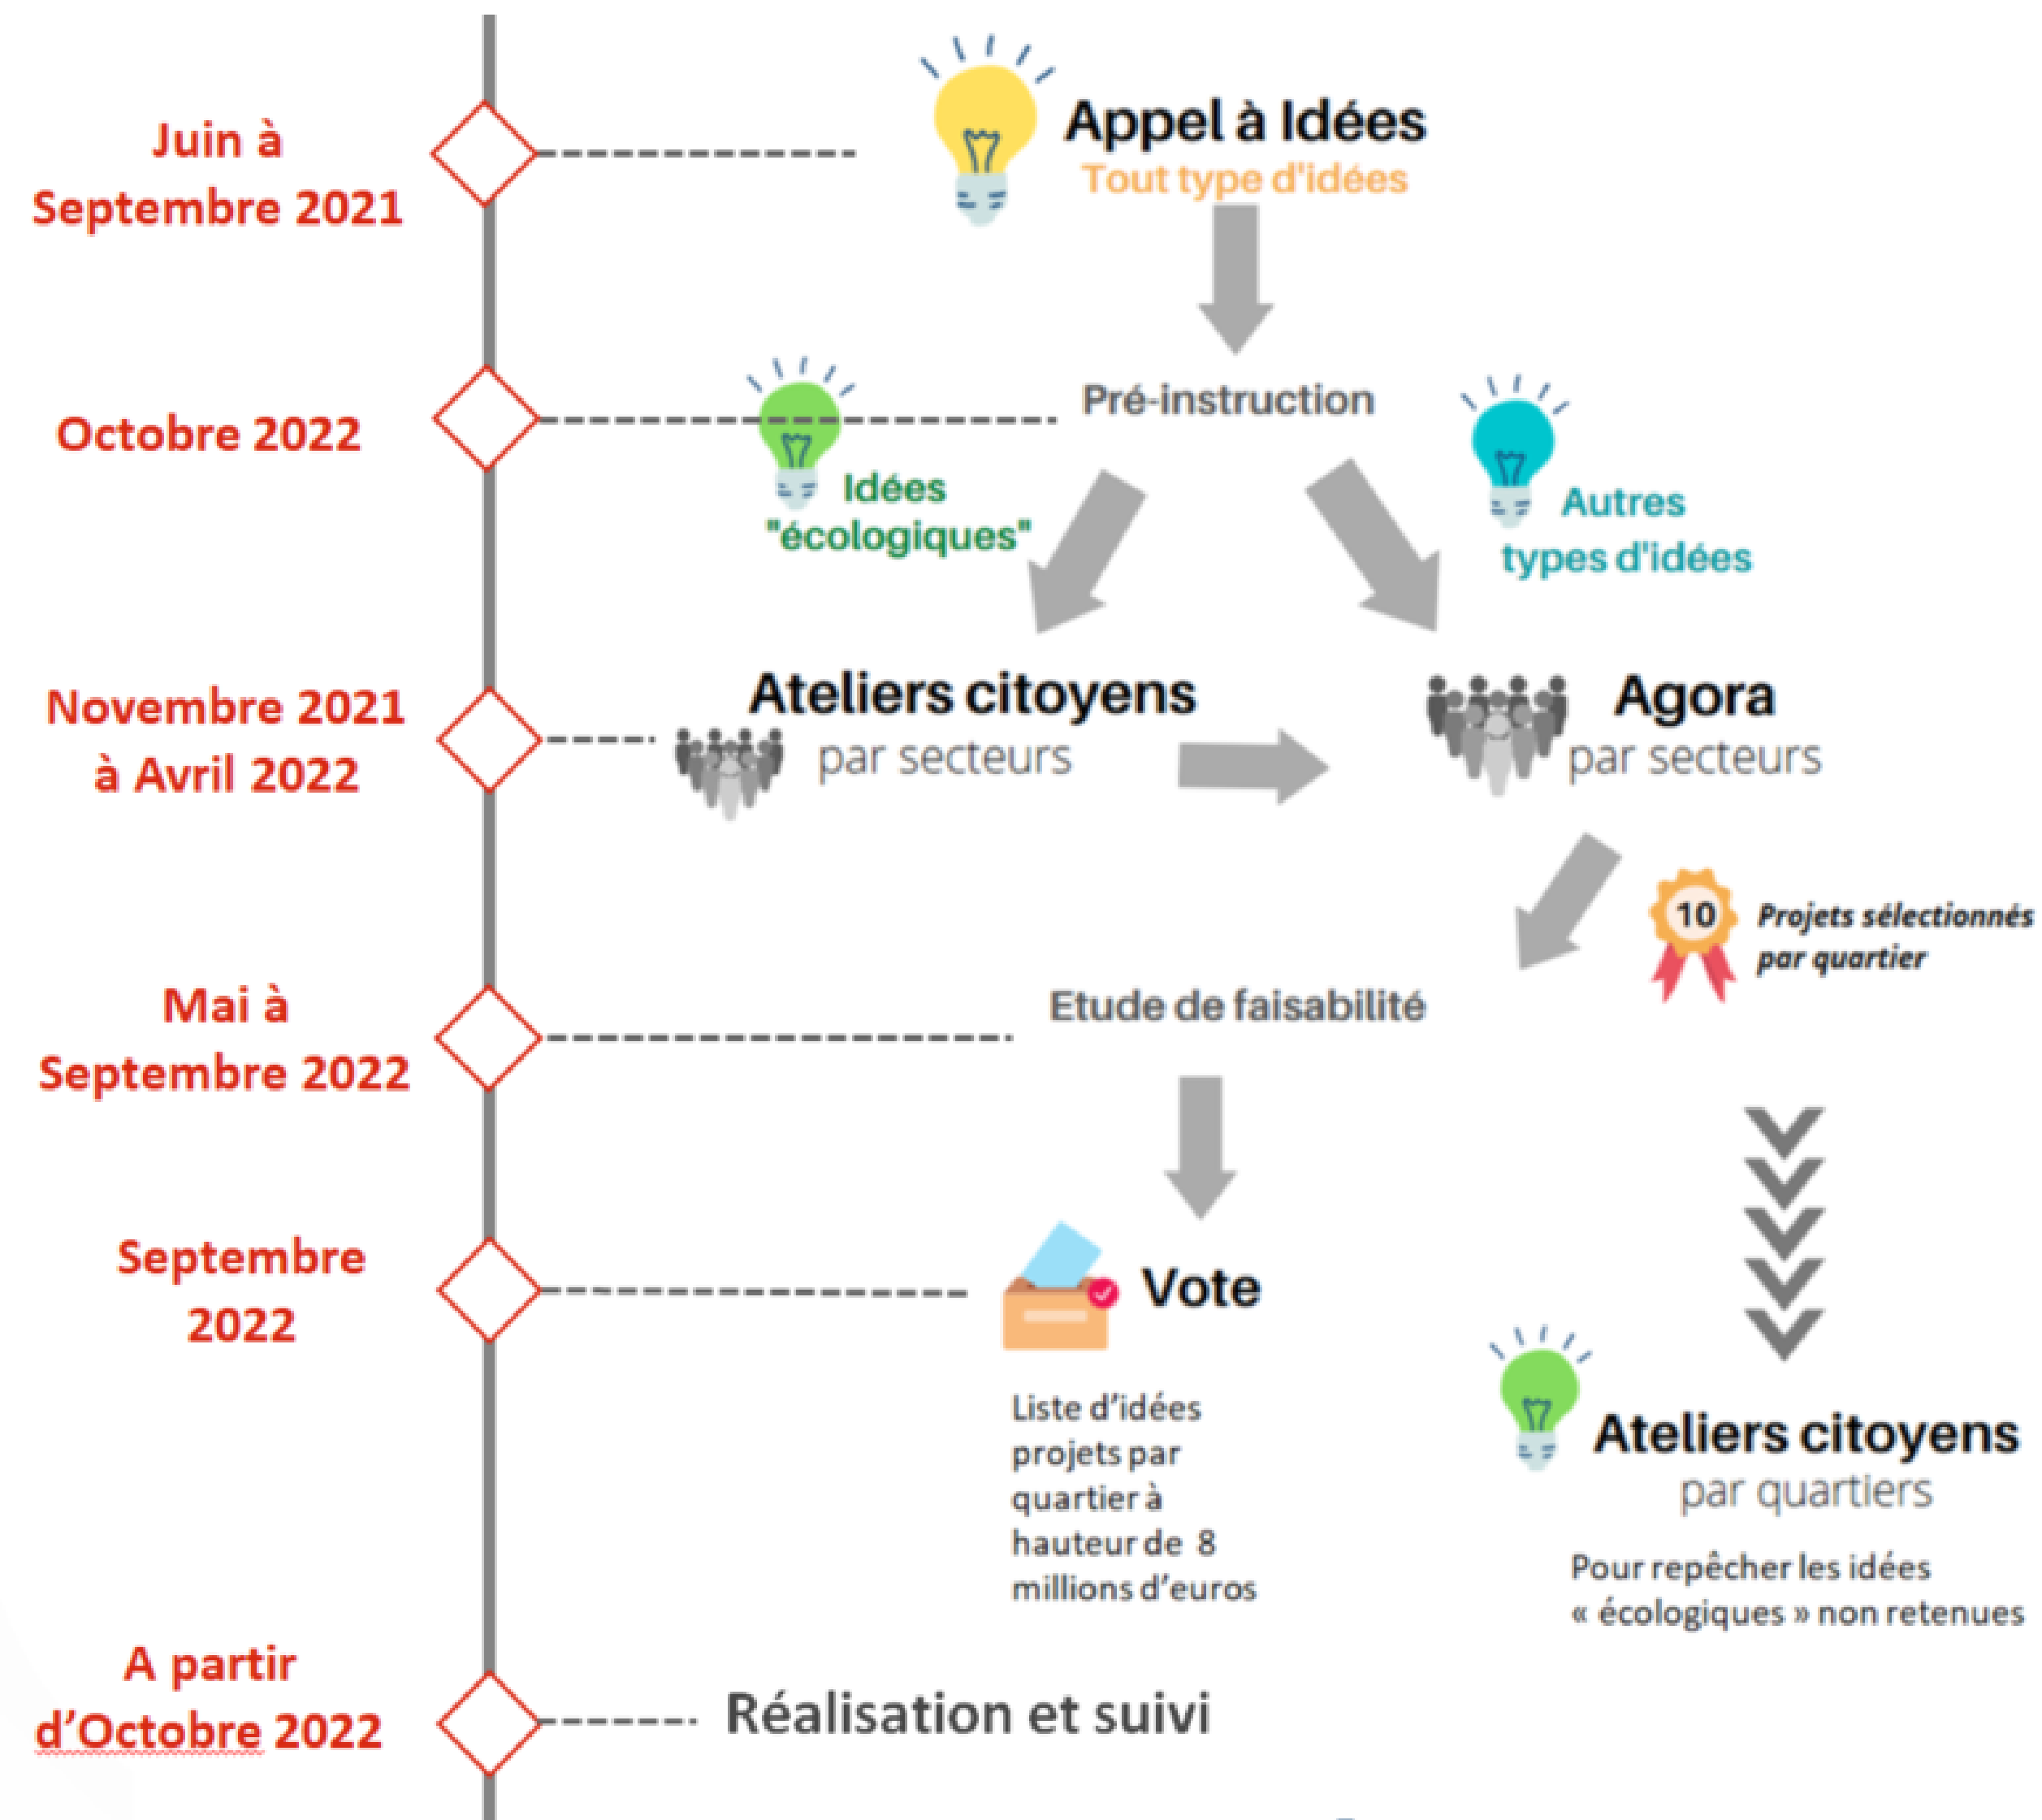 Juin à
Septembre 2021
Appel à Idées
Tout type d'idées
Octobre 2022
Pré-instruction
Idées
"écologiques"
Autres
types d'idées
Novembre 2021
à Avril 2022
Ateliers citoyens
par secteurs
Agora
par secteurs
10
Projets sélectionnés
par quartier
Mai à
Septembre 2022
Etude de faisabilité
Septembre
2022
Vote
Liste d'idées
projets par
quartier à
hauteur de 8
millions d'euros
Ateliers citoyens
par quartiers
Pour repêcher les idées
« écologiques » non retenues
A partir
d'Octobre 2022
Réalisation et suivi